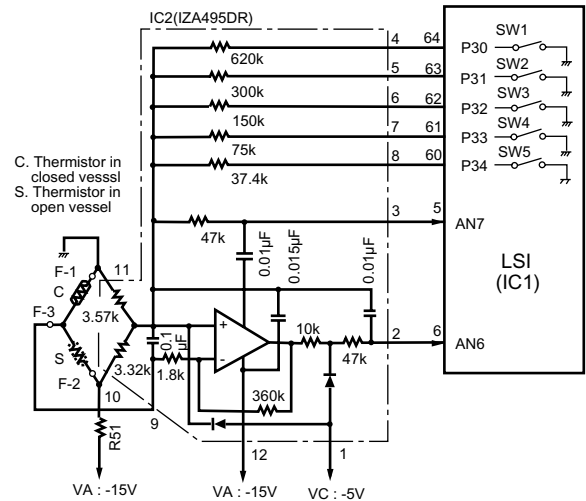 IC2(IZA495DR)
620k
4
64
P30
SW1
300k
5
63
P31
SW2
150k
6
62
P32
SW3
75k
7
61
P33
SW4
37.4k
8
60
P34
SW5
C. Thermistor in
closed vesssl
S. Thermistor in
open vessel
47k
3
5
AN7
LSI
(IC1)
0.01µF
0.015µF
0.01µF
F-1
C
11
3.57k
F-3
S
F-2
3.32k
10
R51
9
0.1
µF
1.8k
+
-
10k
47k
2
6
AN6
360k
12
1
VA : -15V
VA : -15V
VC : -5V